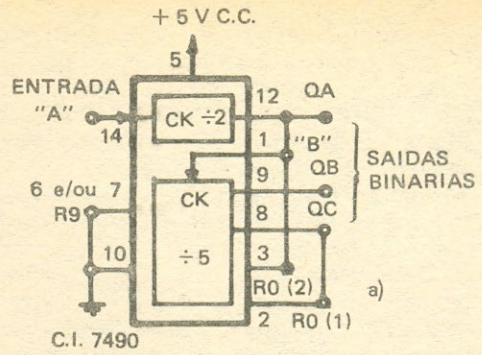 + 5 V C.C.
5
ENTRADA
"A"
14
CK ÷2
12
QA
1
"B"
9
QB
SAIDAS
BINARIAS
6 e/ou 7
R9
CK
8
QC
÷5
10
3
R0 (2)
a)
2
R0 (1)
C.I. 7490